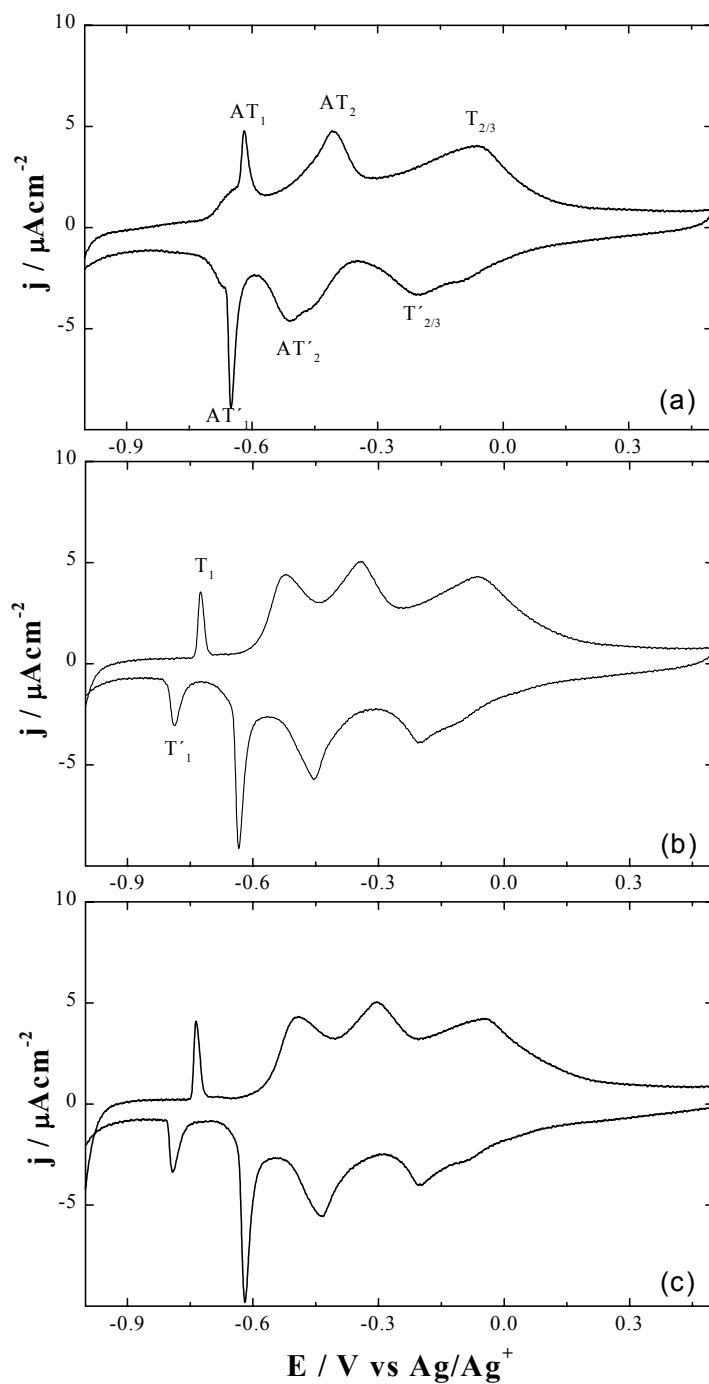 10
5
0
-5
-0.9 -0.6 -0.3 0.0 0.3
j / μAcm⁻²
AT₁
AT₂
T₂/₃
AT´₁
AT´₂
T´₂/₃
(a)
10
5
0
-5
-0.9 -0.6 -0.3 0.0 0.3
j / μAcm⁻²
T₁
T´₁
(b)
10
5
0
-5
-0.9 -0.6 -0.3 0.0 0.3
j / μAcm⁻²
(c)
E / V vs Ag/Ag⁺